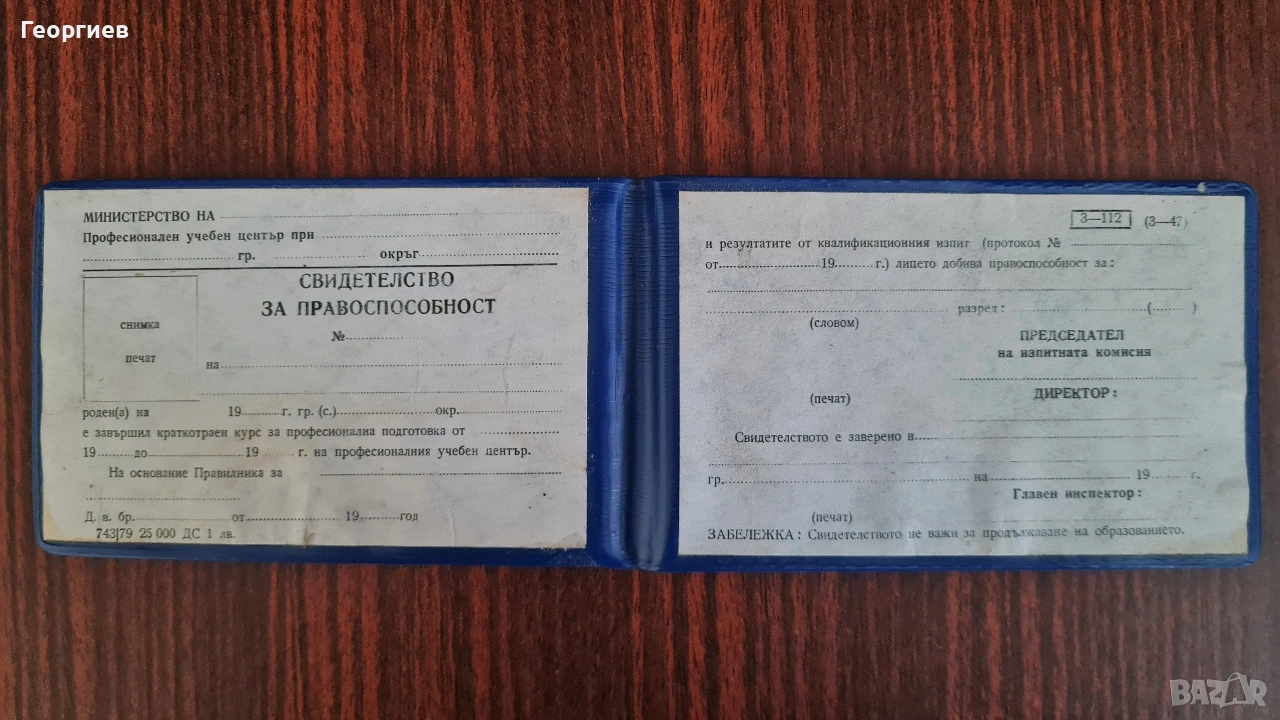 Георгиев
МИНИСТЕРСТВО НА
Професионален учебен център при
гр. окръг
СВИДЕТЕЛСТВО
ЗА ПРАВОСПОСОБНОСТ
№
снимка
печат
на
роден(а) на 19 г. гр. (с.) окр.
е завършил краткотраен курс за професионална подготовка от
19 до 19 г. на професионалния учебен център.
На основание Правилника за
Д. в. бр. от 19 год
743|79 25 000 ДС 1 лв.
3—112 (3—47)
и резултатите от квалификационния изпит (протокол №
от 19 г.) лицето добива правоспособност за:
разред: ( )
(словом)
ПРЕДСЕДАТЕЛ
на изпитната комисия
(печат)
ДИРЕКТОР:
Свидетелството е заверено в
гр. на 19 г.
Главен инспектор:
(печат)
ЗАБЕЛЕЖКА: Свидетелството не важи за продължаване на образованието.
BAZAR